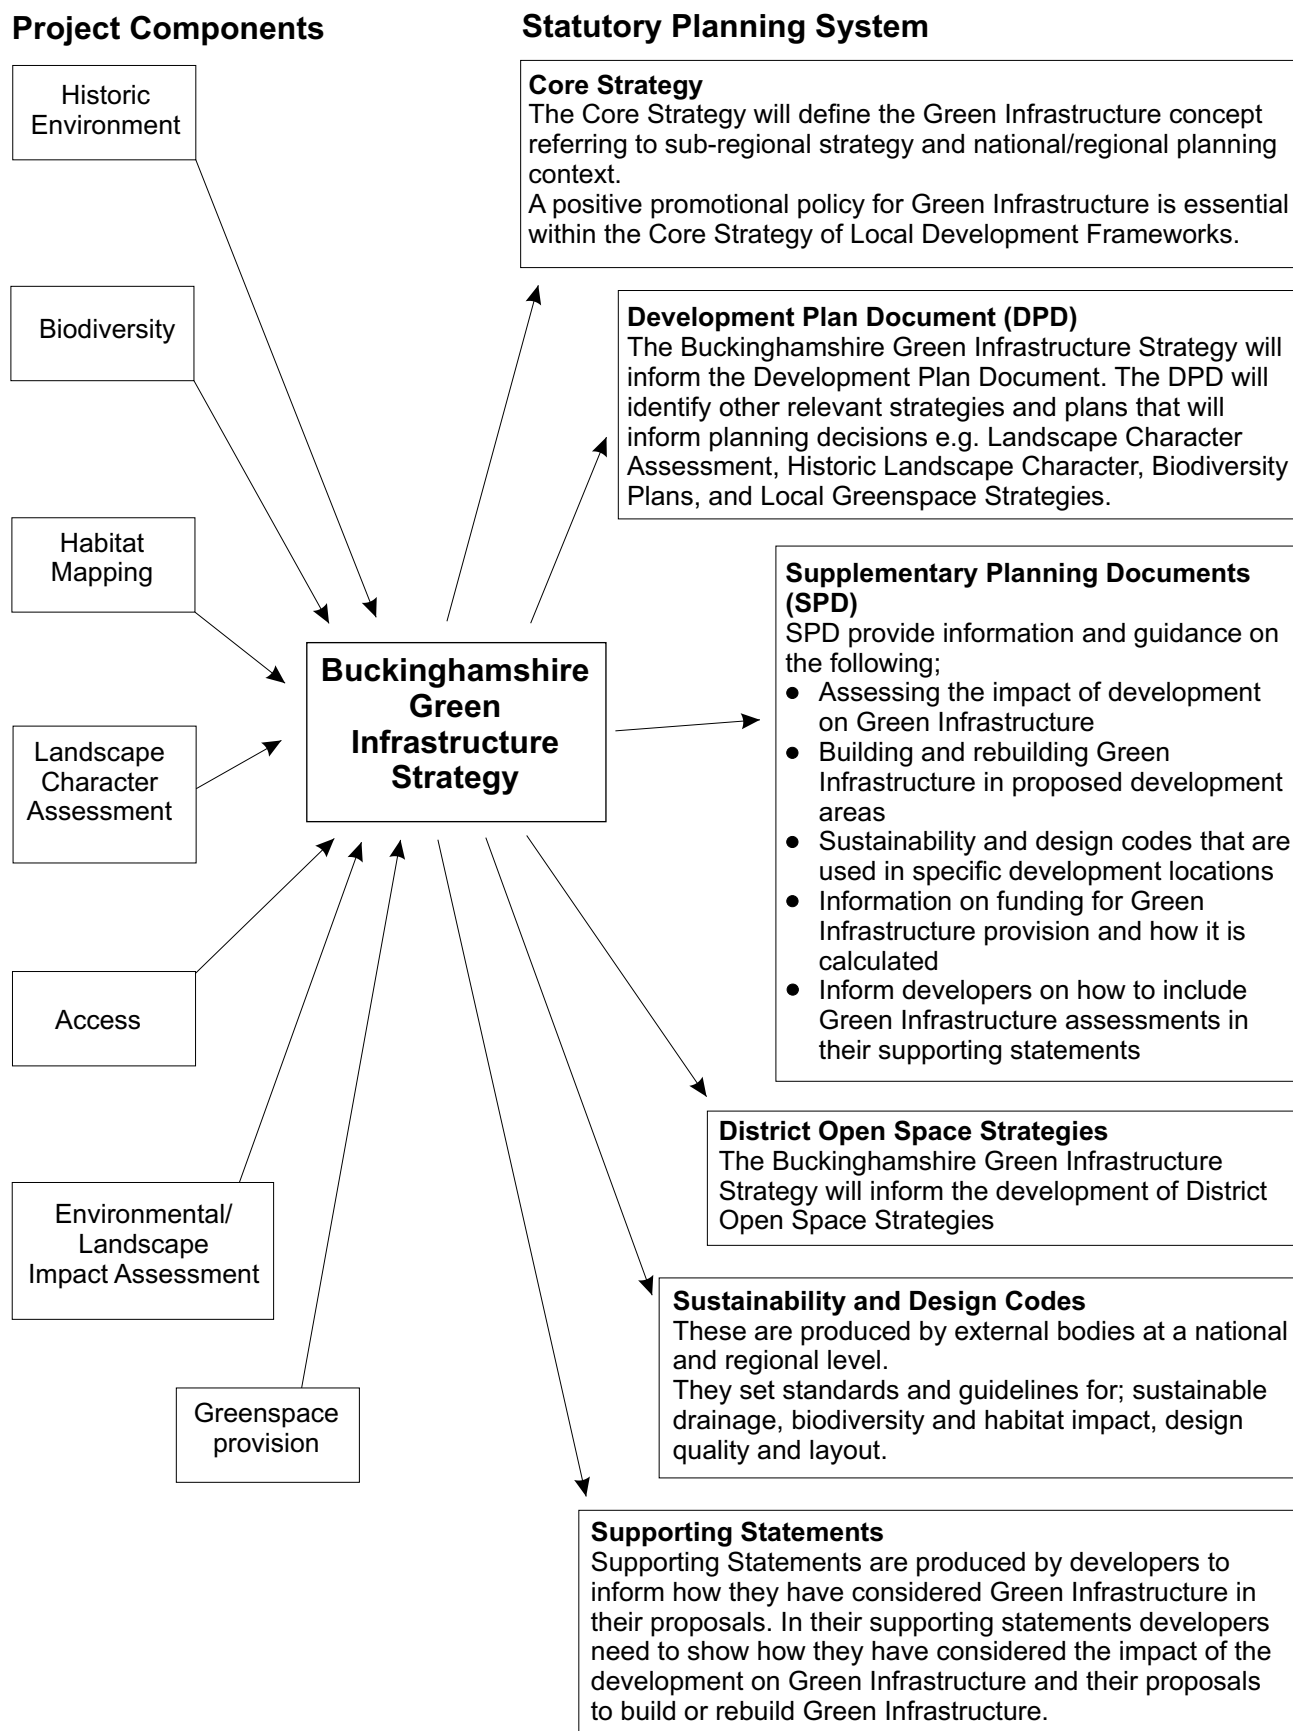 Project Components
Historic
Environment
Biodiversity
Habitat
Mapping
Landscape
Character
Assessment
Access
Environmental/
Landscape
Impact Assessment
Greenspace
provision
Buckinghamshire
Green
Infrastructure
Strategy
Statutory Planning System
Core Strategy
The Core Strategy will define the Green Infrastructure concept
referring to sub-regional strategy and national/regional planning
context.
A positive promotional policy for Green Infrastructure is essential
within the Core Strategy of Local Development Frameworks.
Development Plan Document (DPD)
The Buckinghamshire Green Infrastructure Strategy will
inform the Development Plan Document. The DPD will
identify other relevant strategies and plans that will
inform planning decisions e.g. Landscape Character
Assessment, Historic Landscape Character, Biodiversity
Plans, and Local Greenspace Strategies.
Supplementary Planning Documents
(SPD)
SPD provide information and guidance on
the following;
● Assessing the impact of development
on Green Infrastructure
● Building and rebuilding Green
Infrastructure in proposed development
areas
● Sustainability and design codes that are
used in specific development locations
● Information on funding for Green
Infrastructure provision and how it is
calculated
● Inform developers on how to include
Green Infrastructure assessments in
their supporting statements
District Open Space Strategies
The Buckinghamshire Green Infrastructure
Strategy will inform the development of District
Open Space Strategies
Sustainability and Design Codes
These are produced by external bodies at a national
and regional level.
They set standards and guidelines for; sustainable
drainage, biodiversity and habitat impact, design
quality and layout.
Supporting Statements
Supporting Statements are produced by developers to
inform how they have considered Green Infrastructure in
their proposals. In their supporting statements developers
need to show how they have considered the impact of the
development on Green Infrastructure and their proposals
to build or rebuild Green Infrastructure.